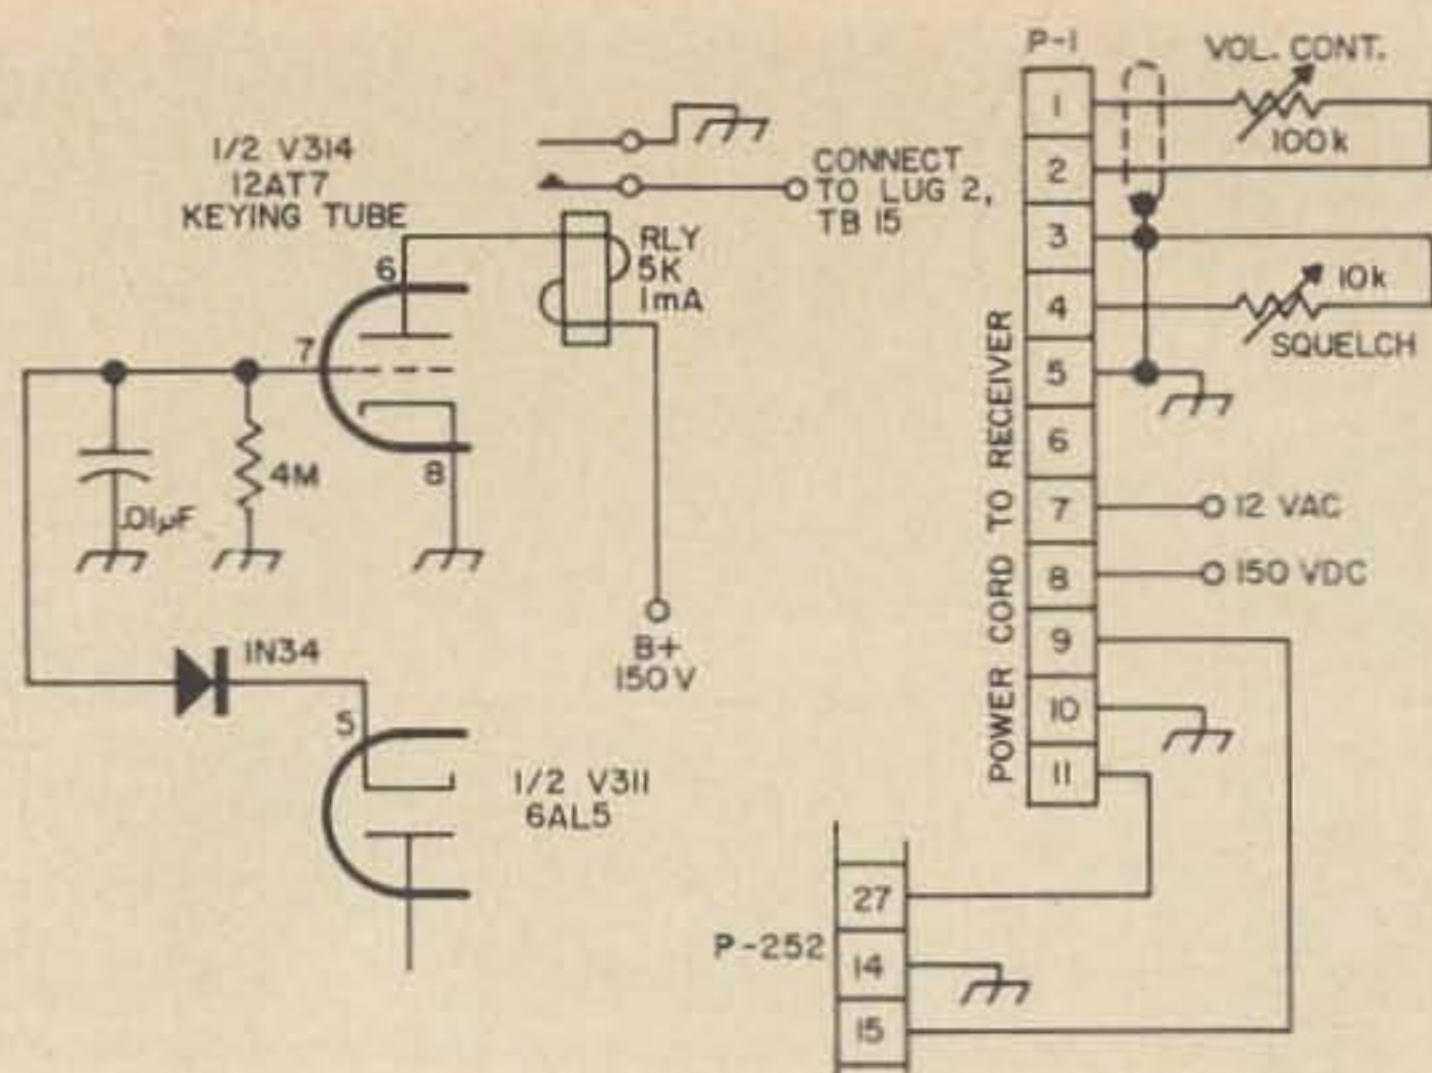 1/2 V314
12AT7
KEYING TUBE
6
7
8
.01µF
4M
1N34
5
1/2 V311
6AL5
RLY
5K
1mA
CONNECT
TO LUG 2,
TB 15
B+
150 V
P-1
VOL. CONT.
100k
10k
SQUELCH
POWER CORD TO RECEIVER
1
2
3
4
5
6
7
8
9
10
11
12 VAC
150 VDC
P-252
27
14
15